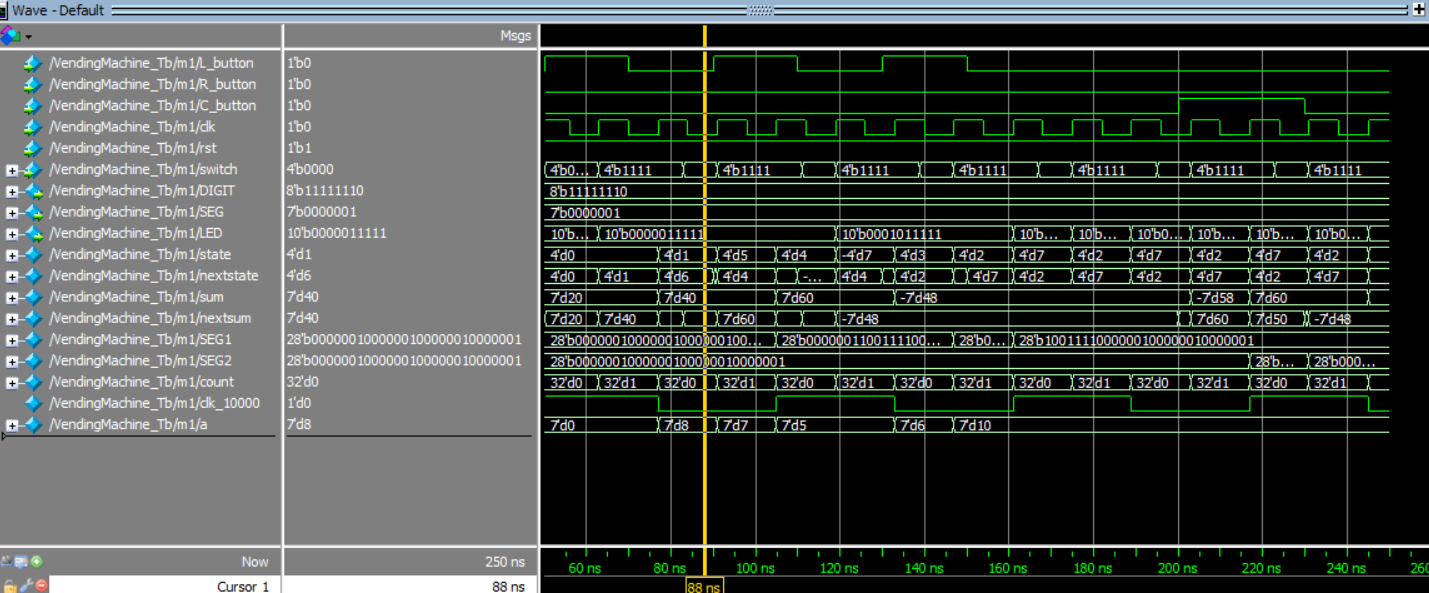 Wave - Default
Msgs
/VendingMachine_Tb/m1/L_button 1'b0
/VendingMachine_Tb/m1/R_button 1'b0
/VendingMachine_Tb/m1/C_button 1'b0
/VendingMachine_Tb/m1/clk 1'b0
/VendingMachine_Tb/m1/rst 1'b1
/VendingMachine_Tb/m1/switch 4'b0000 4'b0... 4'b1111 4'b1111 4'b1111 4'b1111 4'b1111 4'b1111 4'b1111
/VendingMachine_Tb/m1/DIGIT 8'b11111110 8'b11111110
/VendingMachine_Tb/m1/SEG 7'b0000001 7'b0000001
/VendingMachine_Tb/m1/LED 10'b0000011111 10'b... 10'b0000011111 10'b0001011111 10'b... 10'b... 10'b0... 10'b... 10'b... 10'b0...
/VendingMachine_Tb/m1/state 4'd1 4'd0 4'd1 4'd5 4'd4 -4'd7 4'd3 4'd2 4'd7 4'd2 4'd7 4'd2 4'd7 4'd2 4'd7
/VendingMachine_Tb/m1/nextstate 4'd6 4'd0 4'd1 4'd6 4'd4 -... 4'd4 4'd2 4'd7 4'd2 4'd7 4'd2 4'd7 4'd2 4'd7
/VendingMachine_Tb/m1/sum 7'd40 7'd20 7'd40 7'd60 -7'd48 -7'd58 7'd60
/VendingMachine_Tb/m1/nextsum 7'd40 7'd20 7'd40 7'd60 -7'd48 7'd60 7'd50 -7'd48
/VendingMachine_Tb/m1/SEG1 28'b0000001000000100000010000001 28'b0000001000000100000010 0... 28'b0000001100111100... 28'b0... 28'b1001111000000100000010000001
/VendingMachine_Tb/m1/SEG2 28'b0000001000000100000010000001 28'b0000001000000100000010000001 28'b... 28'b000...
/VendingMachine_Tb/m1/count 32'd0 32'd0 32'd1 32'd0 32'd1 32'd0 32'd1 32'd0 32'd1 32'd0 32'd1 32'd0 32'd1 32'd0 32'd1
/VendingMachine_Tb/m1/clk_10000 1'd0
/VendingMachine_Tb/m1/a 7'd8 7'd0 7'd8 7'd7 7'd5 7'd6 7'd10
Now 250 ns 60 ns 80 ns 100 ns 120 ns 140 ns 160 ns 180 ns 200 ns 220 ns 240 ns 260
Cursor 1 88 ns 88 ns